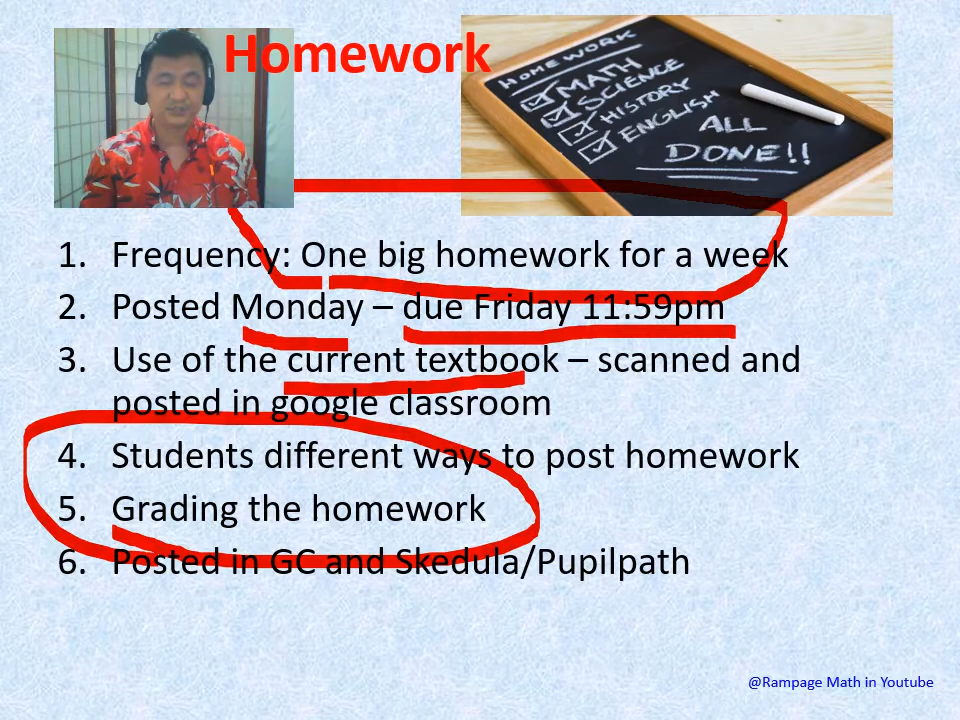 Homework
HOMEWORK
MATH
SCIENCE
HISTORY
ENGLISH
ALL
DONE!!
1. Frequency: One big homework for a week
2. Posted Monday – due Friday 11:59pm
3. Use of the current textbook – scanned and
posted in google classroom
4. Students different ways to post homework
5. Grading the homework
6. Posted in GC and Skedula/Pupilpath
@Rampage Math in Youtube